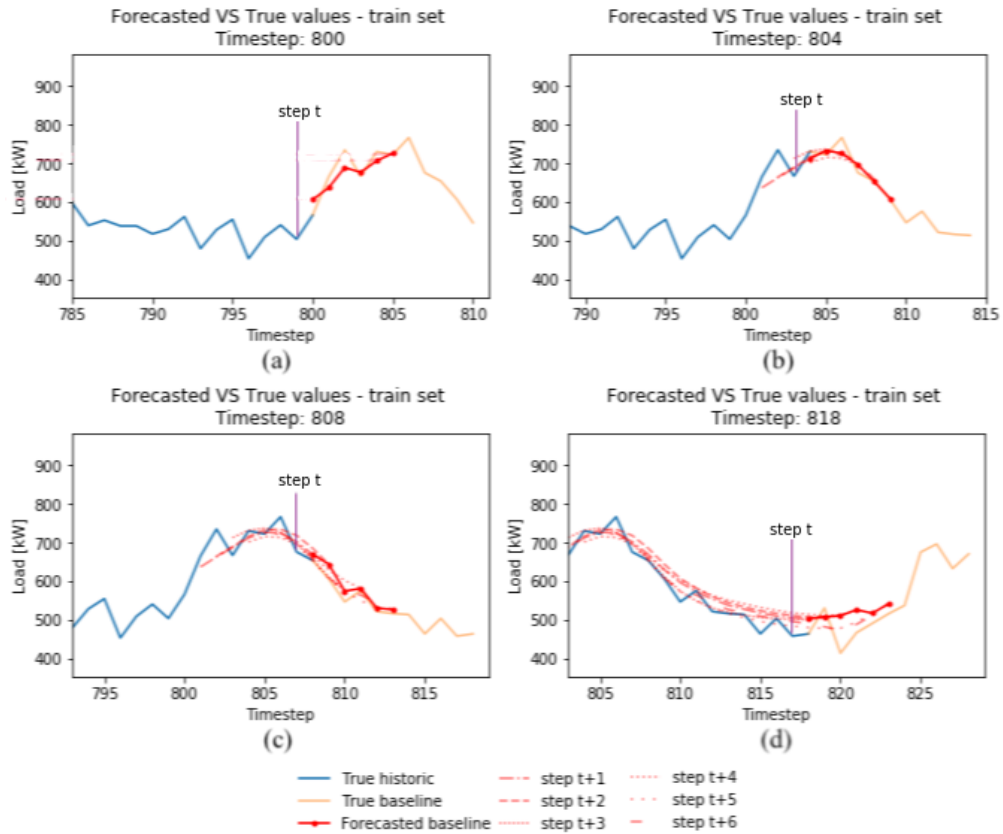 Forecasted VS True values - train set
Timestep: 800
step t
Load [kW]
900
800
700
600
500
400
785
790
795
800
805
810
Timestep
(a)
Forecasted VS True values - train set
Timestep: 804
step t
Load [kW]
900
800
700
600
500
400
790
795
800
805
810
815
Timestep
(b)
Forecasted VS True values - train set
Timestep: 808
step t
Load [kW]
900
800
700
600
500
400
795
800
805
810
815
Timestep
(c)
Forecasted VS True values - train set
Timestep: 818
step t
Load [kW]
900
800
700
600
500
400
805
810
815
820
825
Timestep
(d)
True historic
True baseline
Forecasted baseline
step t+1
step t+2
step t+3
step t+4
step t+5
step t+6